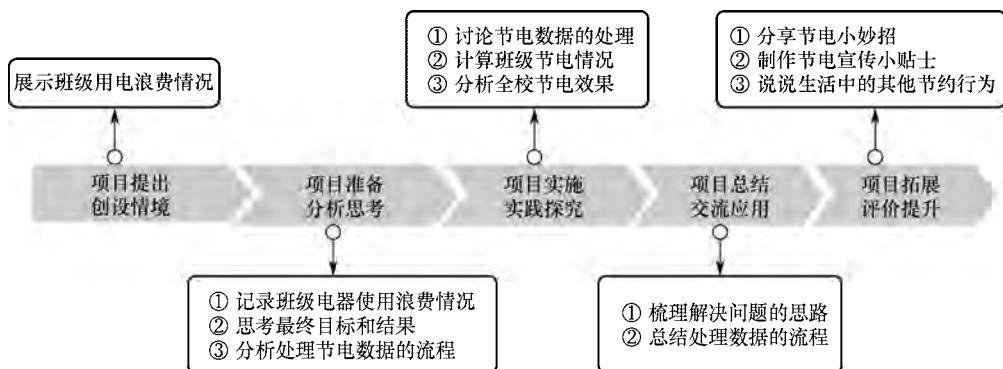 展示班级用电浪费情况
① 讨论节电数据的处理
② 计算班级节电情况
③ 分析全校节电效果
① 分享节电小妙招
② 制作节电宣传小贴士
③ 说说生活中的其他节约行为
项目提出
创设情境
项目准备
分析思考
项目实施
实践探究
项目总结
交流应用
项目拓展
评价提升
① 记录班级电器使用浪费情况
② 思考最终目标和结果
③ 分析处理节电数据的流程
① 梳理解决问题的思路
② 总结处理数据的流程